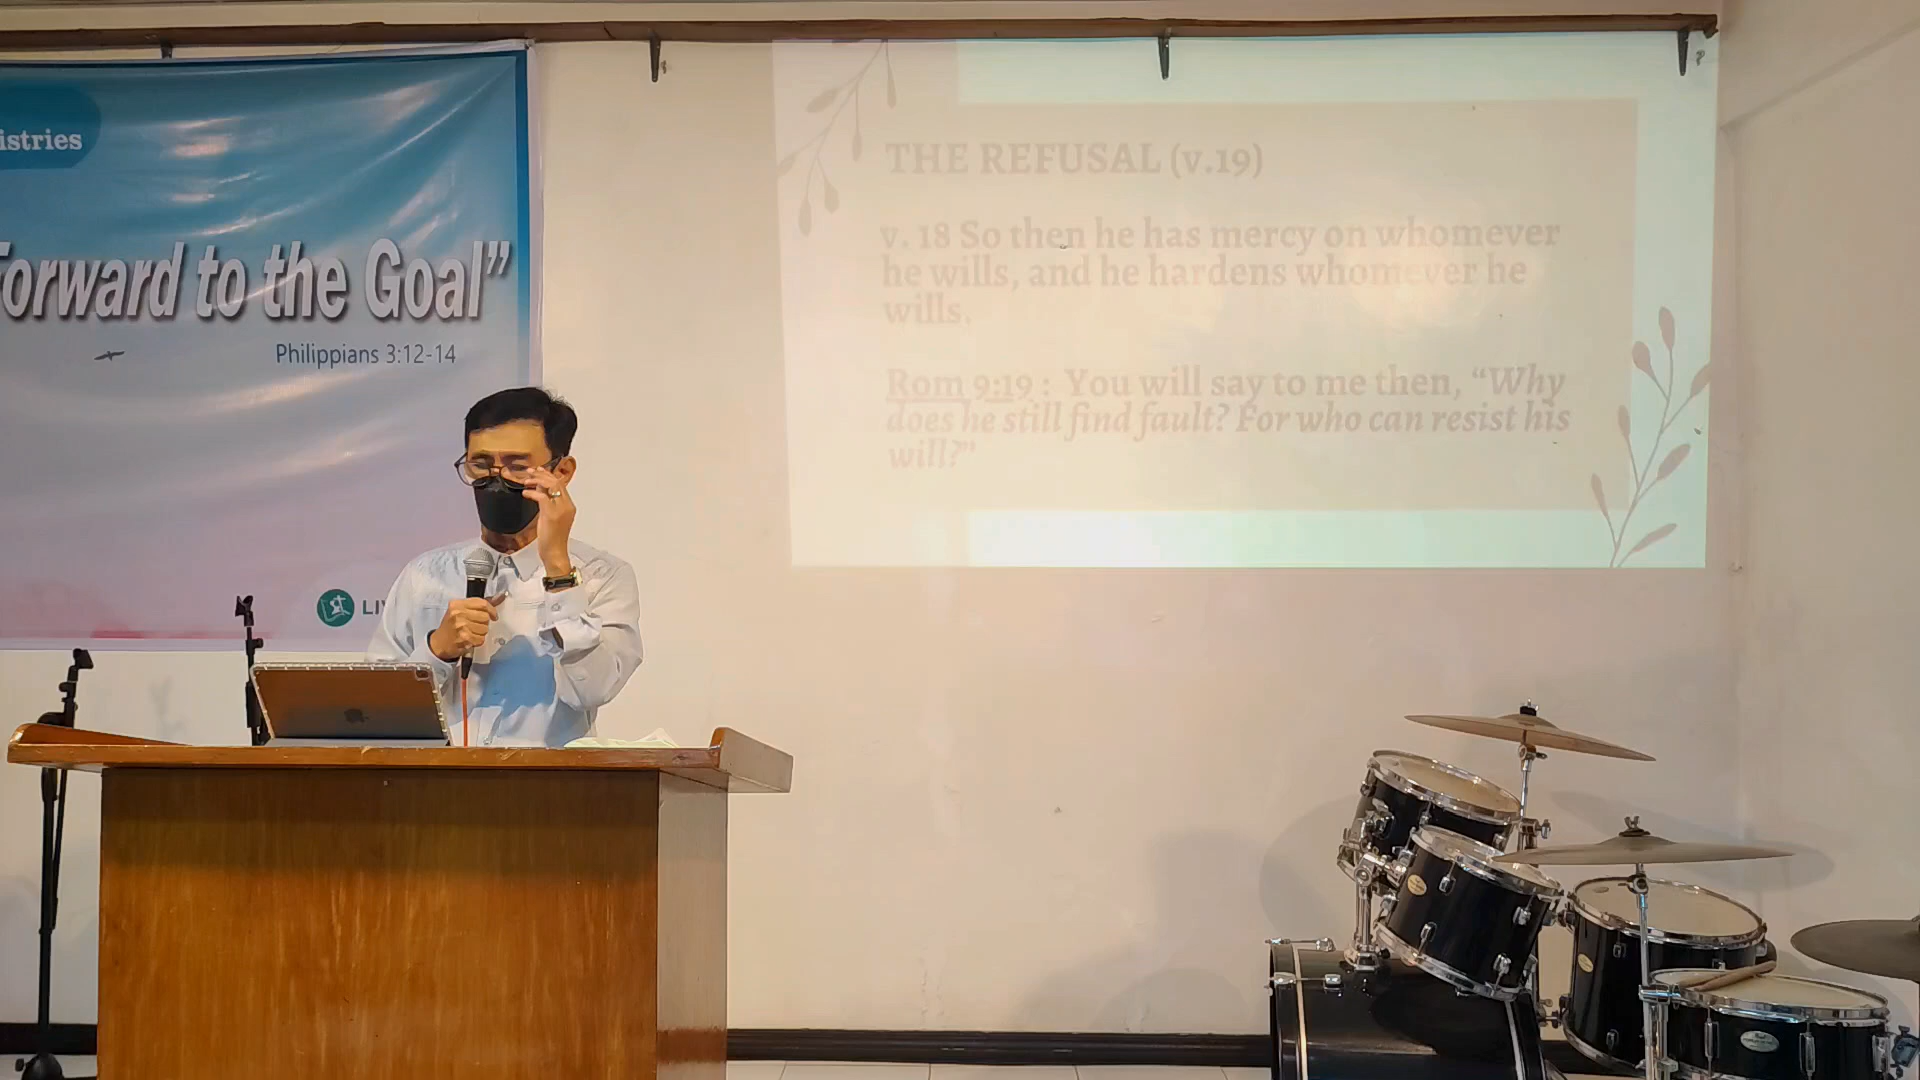 istries
Forward to the Goal”
Philippians 3:12-14
LIV
THE REFUSAL (v.19)
v. 18 So then he has mercy on whomever
he wills, and he hardens whomever he
wills.
Rom 9:19 : You will say to me then, “Why
does he still find fault? For who can resist his
will?”